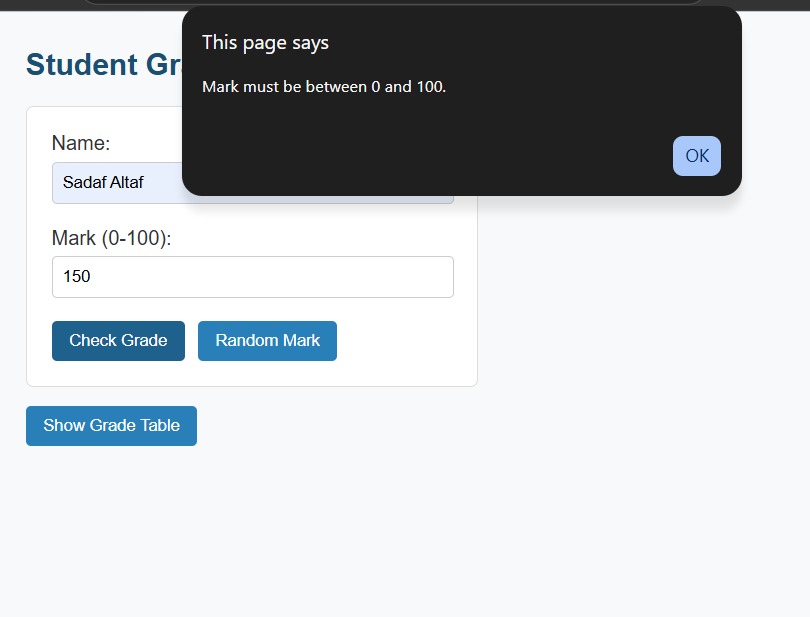 This page says
Mark must be between 0 and 100.
OK
Student
Name:
Sadaf Altaf
Mark (0-100):
150
Check Grade
Random Mark
Show Grade Table